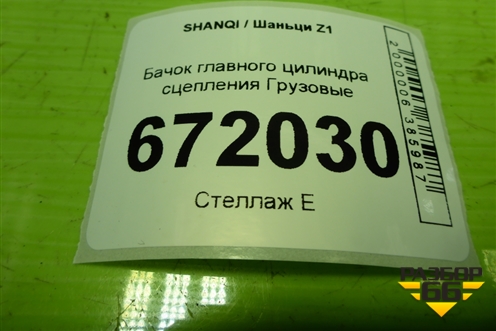 SHANQI / Шаньци Z1
Бачок главного цилиндра
сцепления Грузовые
672030
Стеллаж E
2000006385987
РАЗБОР
66